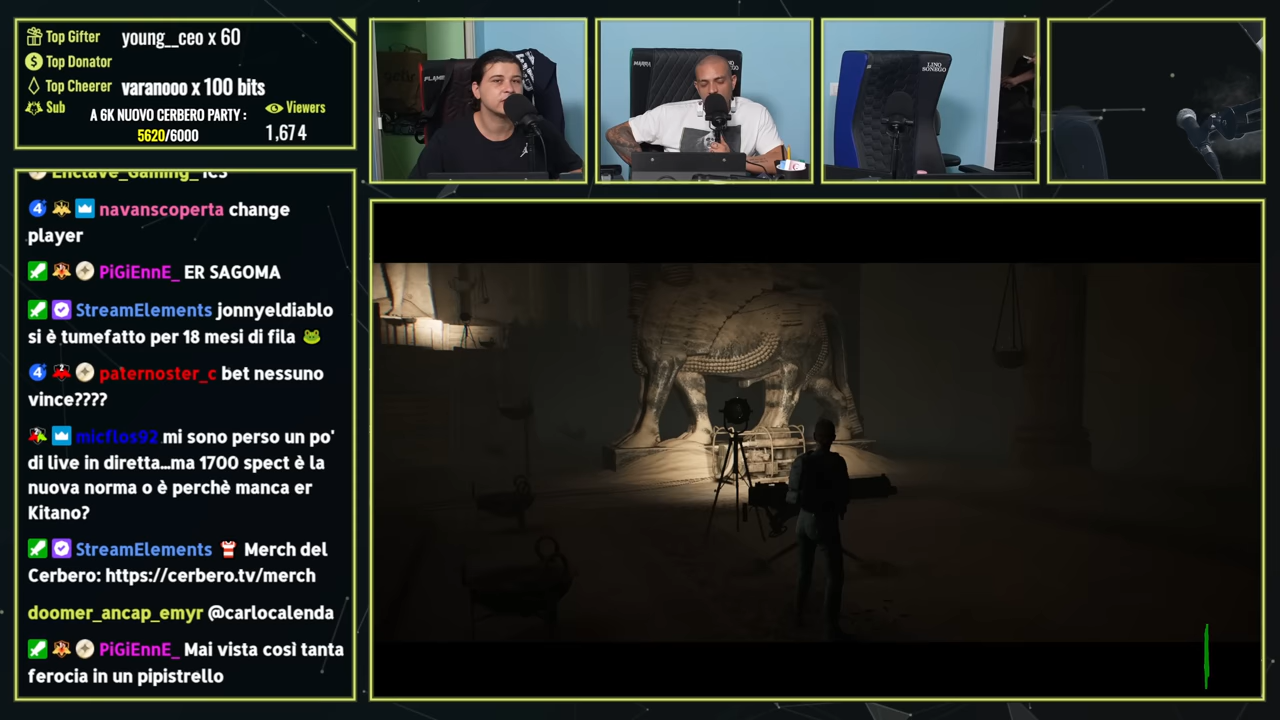 Top Gifter young__ceo x 60
Top Donator
Top Cheerer varanooo x 100 bits
Sub
A 6K NUOVO CERBERO PARTY :
5620/6000
Viewers
1,674
Enclave_Gaming_
navanscoperta change
player
PiGiEnnE_ ER SAGOMA
StreamElements jonnyeldiablo
si è tumefatto per 18 mesi di fila
paternoster_c bet nessuno
vince????
micflos92 mi sono perso un po'
di live in diretta...ma 1700 spect è la
nuova norma o è perchè manca er
Kitano?
StreamElements Merch del
Cerbero: https://cerbero.tv/merch
doomer_ancap_emyr @carlocalenda
PiGiEnnE_ Mai vista così tanta
ferocia in un pipistrello